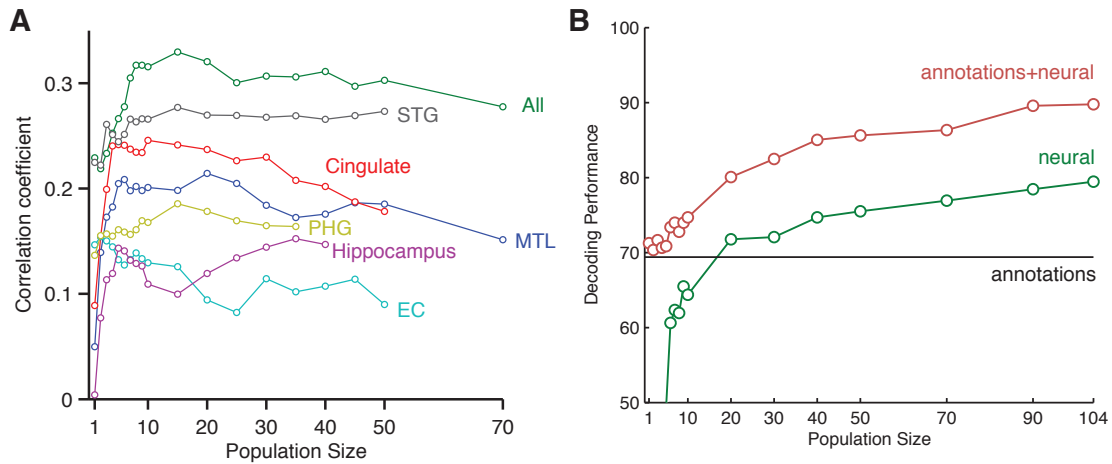 A
Correlation coefficient
0.3
0.2
0.1
0
All
STG
Cingulate
MTL
PHG
Hippocampus
EC
1 10 20 30 40 50 70
Population Size
B
Decoding Performance
100
90
80
70
60
50
annotations+neural
neural
annotations
1 10 20 30 40 50 70 90 104
Population Size